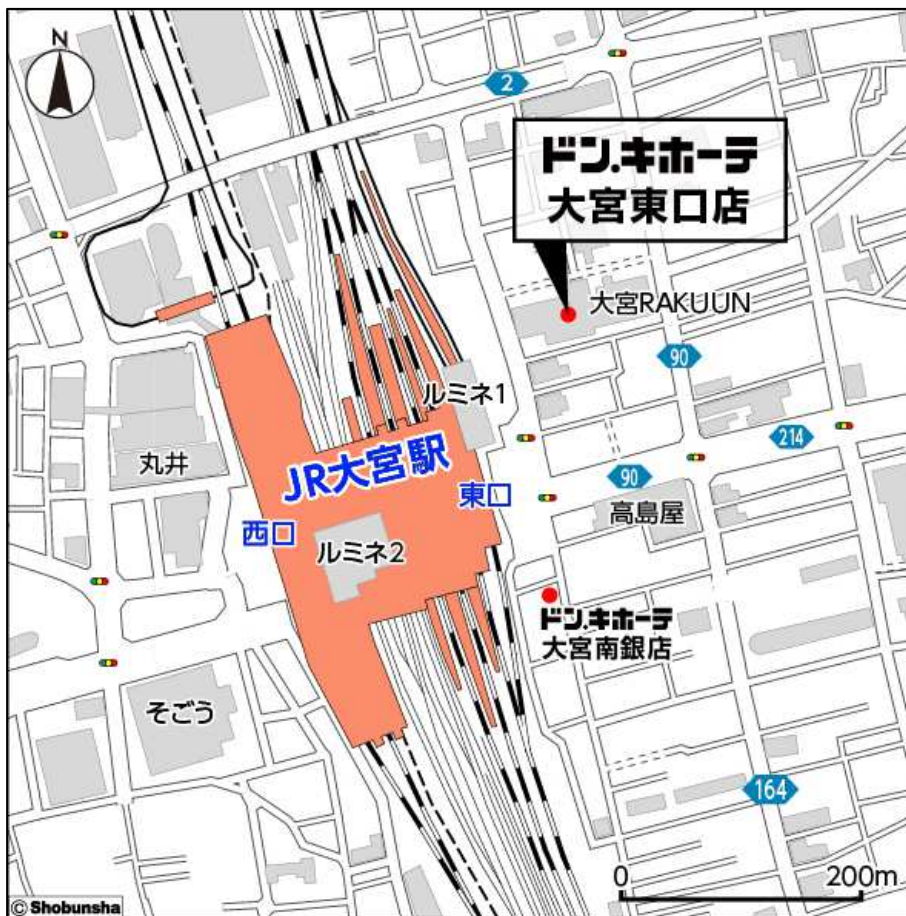 N
2
ドン.キホーテ
大宮東口店
大宮RAKUUN
90
ルミネ1
214
丸井
JR大宮駅
90
東口
高島屋
西口
ルミネ2
ドン.キホーテ
大宮南銀店
そごう
164
0 200m
© Shobunsha